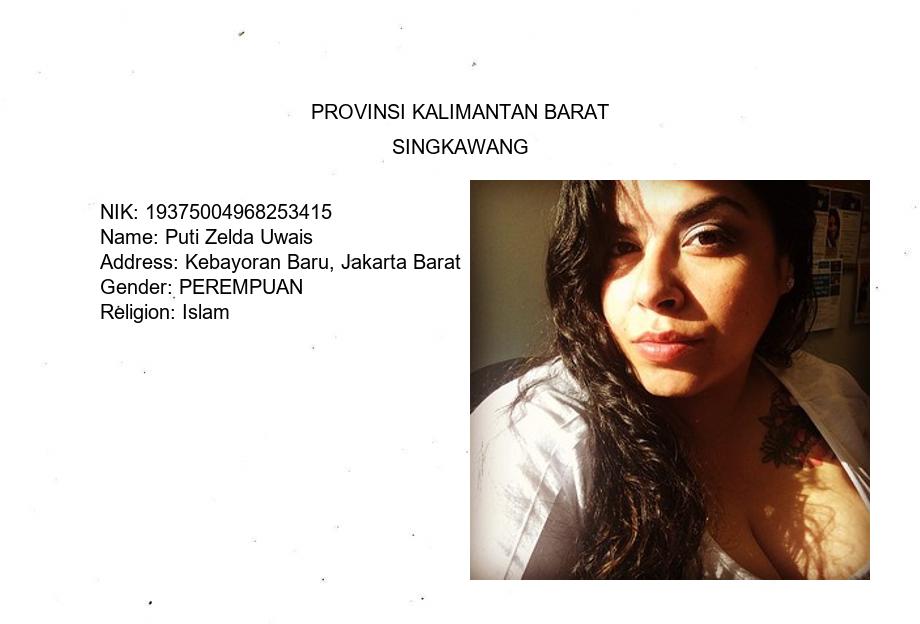 PROVINSI KALIMANTAN BARAT
SINGKAWANG
NIK: 19375004968253415
Name: Puti Zelda Uwais
Address: Kebayoran Baru, Jakarta Barat
Gender: PEREMPUAN
Religion: Islam